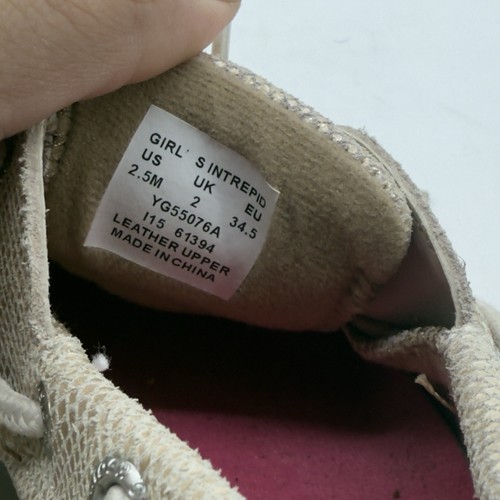 GIRL'S INTREPID
US UK EU
2.5M 2 34.5
YG55076A
I15 61394
LEATHER UPPER
MADE IN CHINA